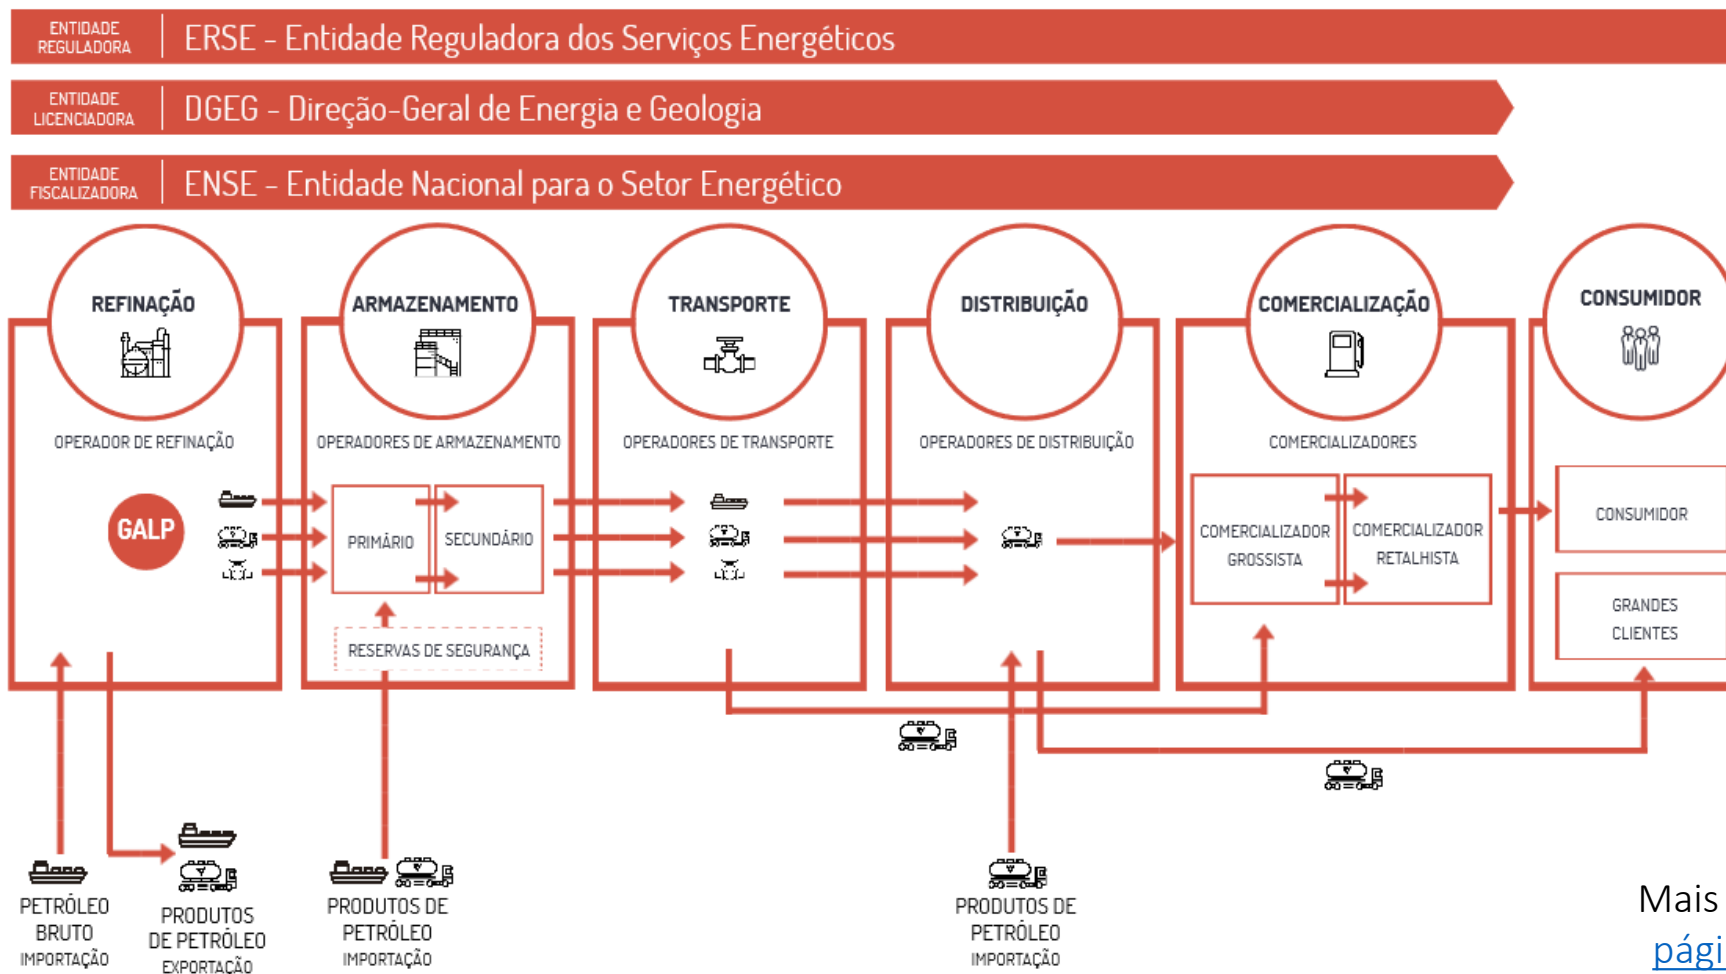 ENTIDADE
REGULADORA
ERSE - Entidade Reguladora dos Serviços Energéticos
ENTIDADE
LICENCIADORA
DGEG - Direção-Geral de Energia e Geologia
ENTIDADE
FISCALIZADORA
ENSE - Entidade Nacional para o Setor Energético
REFINAÇÃO
ARMAZENAMENTO
TRANSPORTE
DISTRIBUIÇÃO
COMERCIALIZAÇÃO
CONSUMIDOR
OPERADOR DE REFINAÇÃO
OPERADORES DE ARMAZENAMENTO
OPERADORES DE TRANSPORTE
OPERADORES DE DISTRIBUIÇÃO
COMERCIALIZADORES
GALP
PRIMÁRIO
SECUNDÁRIO
RESERVAS DE SEGURANÇA
COMERCIALIZADOR
GROSSISTA
COMERCIALIZADOR
RETALHISTA
CONSUMIDOR
GRANDES
CLIENTES
PETRÓLEO
BRUTO
IMPORTAÇÃO
PRODUTOS
DE PETRÓLEO
EXPORTAÇÃO
PRODUTOS DE
PETRÓLEO
IMPORTAÇÃO
PRODUTOS DE
PETRÓLEO
IMPORTAÇÃO
Mais
pági